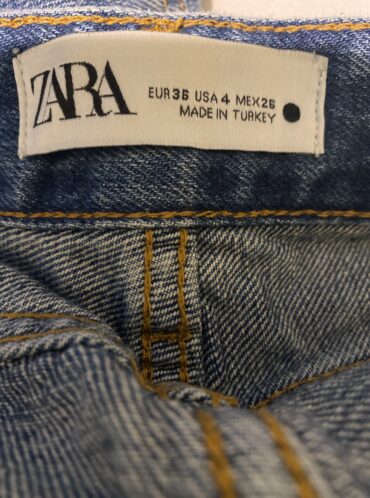 ZARA
EUR 36 USA 4 MEX 26
MADE IN TURKEY